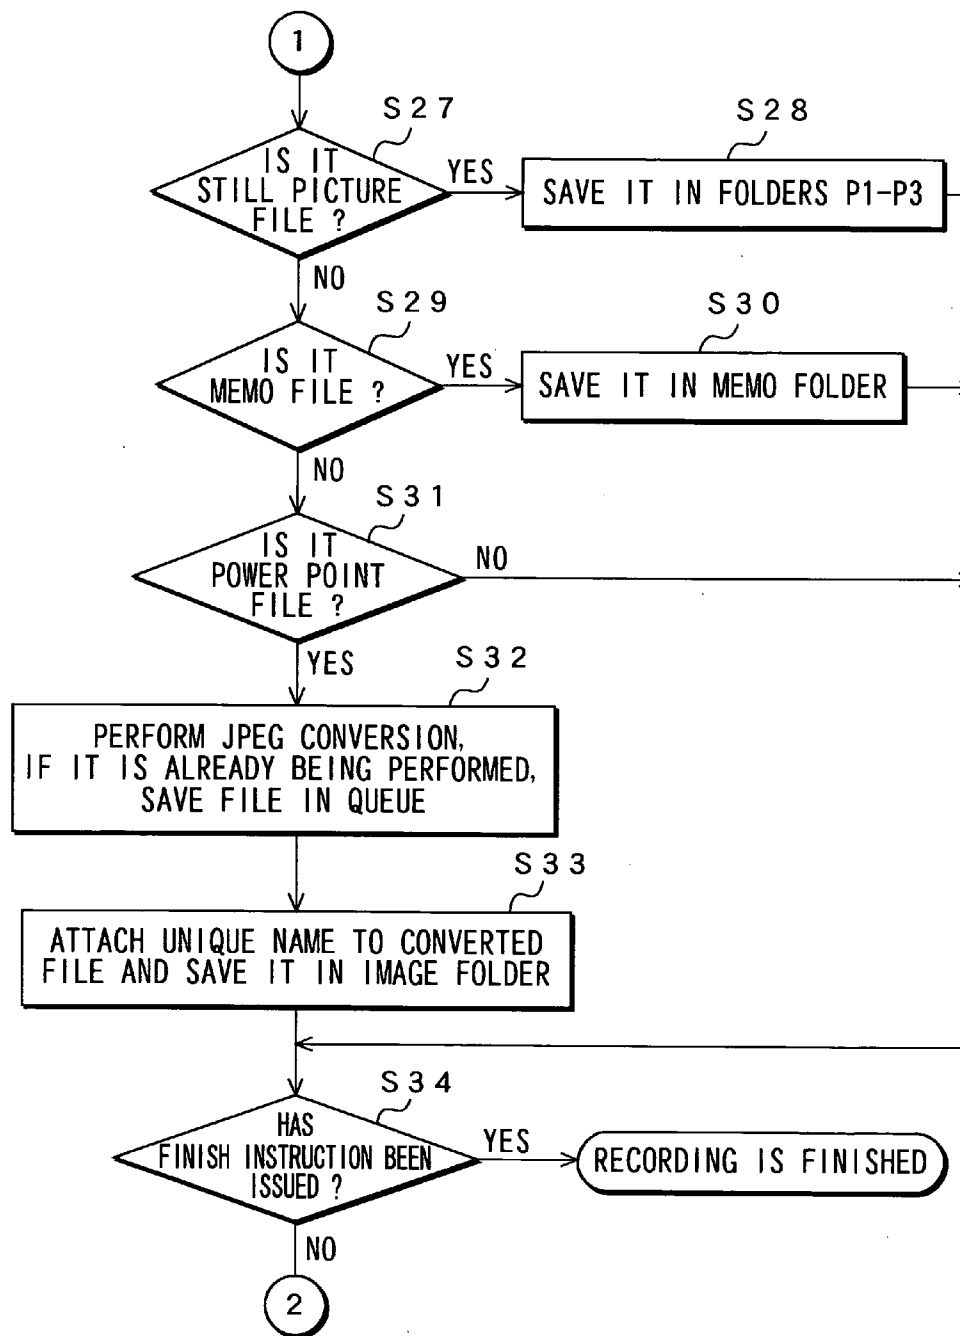 1
S27
IS IT
STILL PICTURE
FILE ?
YES
S28
SAVE IT IN FOLDERS P1-P3
NO
S29
IS IT
MEMO FILE ?
YES
S30
SAVE IT IN MEMO FOLDER
NO
S31
IS IT
POWER POINT
FILE ?
NO
YES
S32
PERFORM JPEG CONVERSION,
IF IT IS ALREADY BEING PERFORMED,
SAVE FILE IN QUEUE
S33
ATTACH UNIQUE NAME TO CONVERTED
FILE AND SAVE IT IN IMAGE FOLDER
S34
HAS
FINISH INSTRUCTION BEEN
ISSUED ?
YES
RECORDING IS FINISHED
NO
2